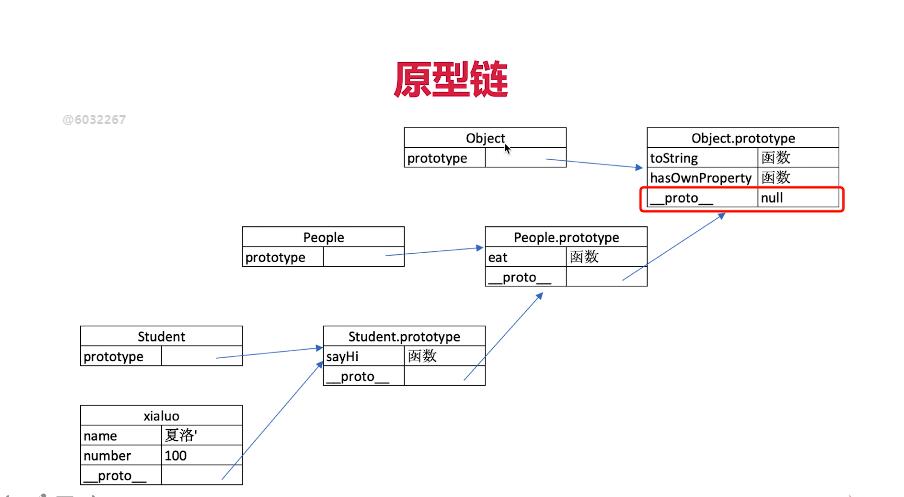 原型链
@6032267
Object
prototype
Object.prototype
toString 函数
hasOwnProperty 函数
__proto__ null
People
prototype
People.prototype
eat 函数
__proto__
Student
prototype
Student.prototype
sayHi 函数
__proto__
xialuo
name 夏洛'
number 100
__proto__